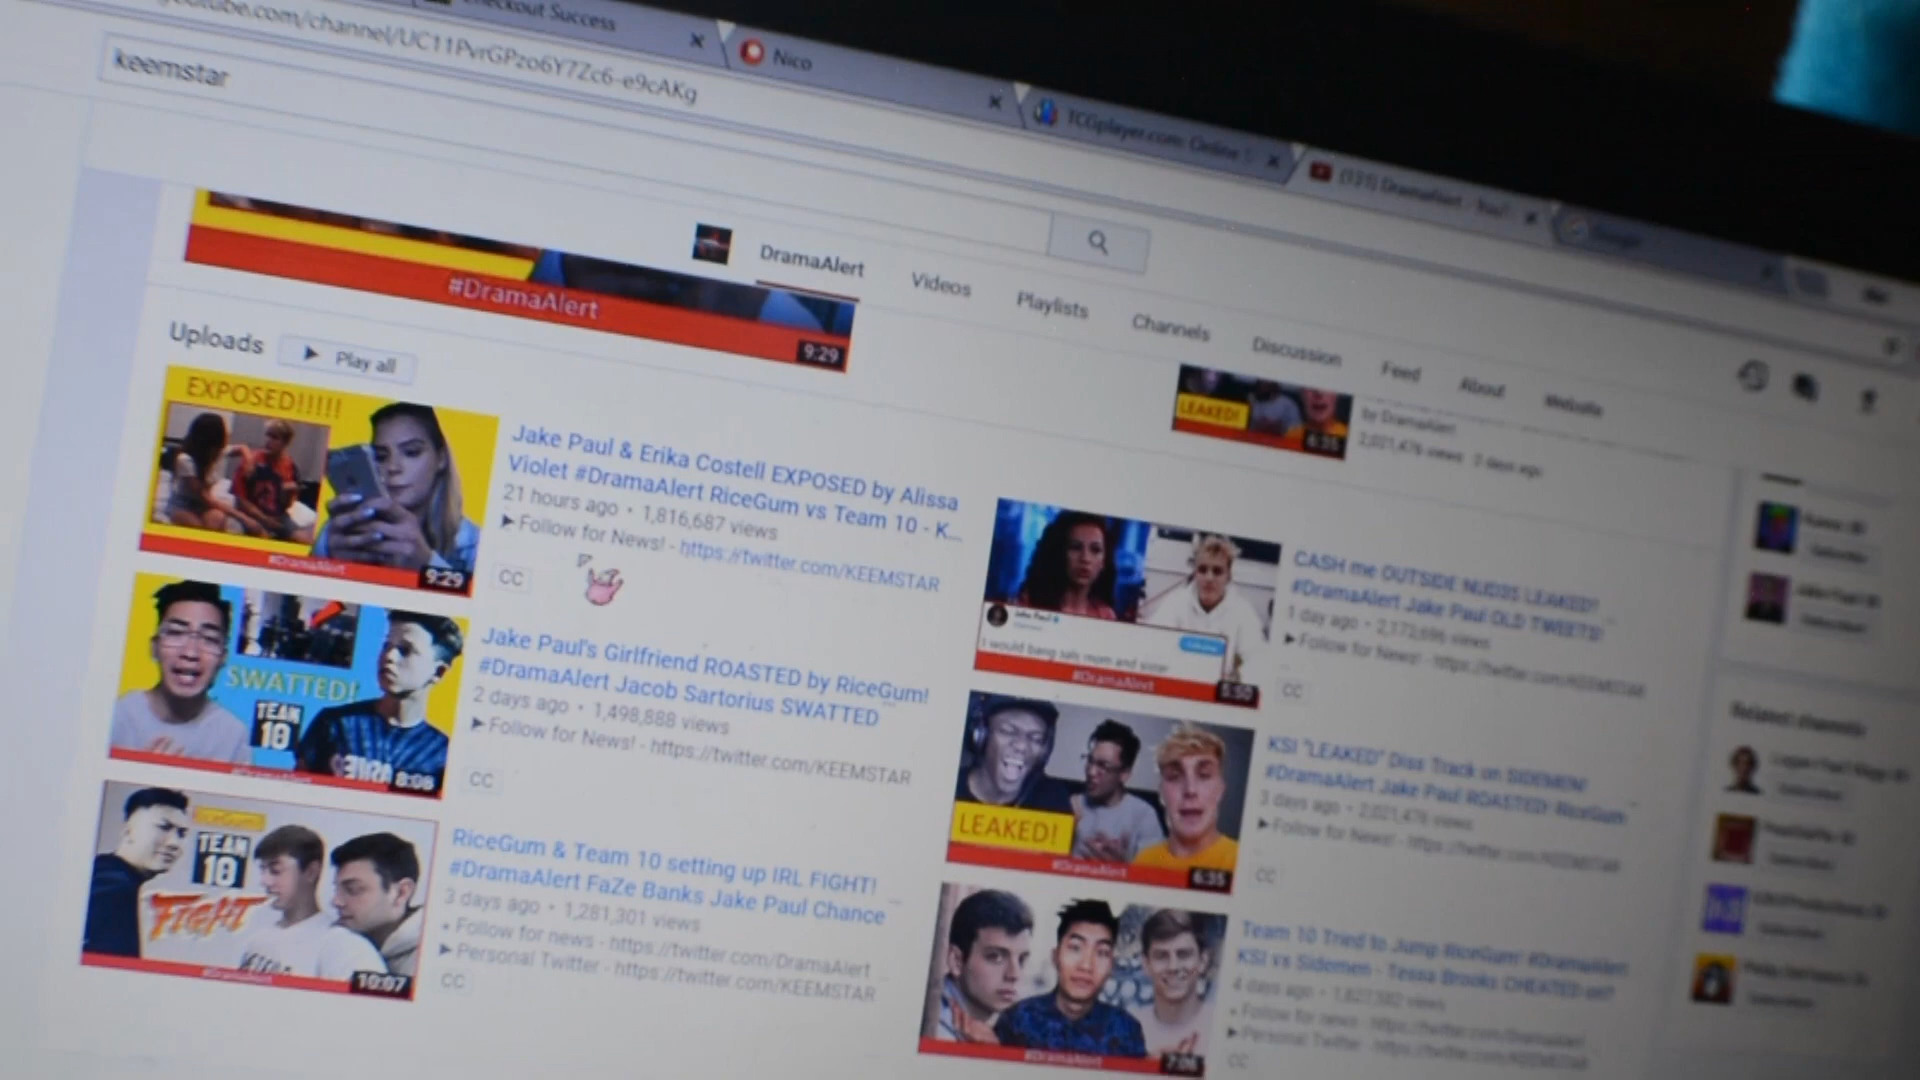 Checkout Success
Nico
TCGplayer.com: Online
(121) DramaAlert - You
youtube.com/channel/UC11PvrGPzo6Y7Zc6-e9cAKg
keemstar
DramaAlert
Videos
Playlists
Channels
Discussion
Feed
About
Website
#DramaAlert
9:29
Uploads
Play all
LEAKED!
6:35
by DramaAlert
2,021,476 views 3 days ago
EXPOSED!!!!!
#DramaAlert
9:29
Jake Paul & Erika Costell EXPOSED by Alissa
Violet #DramaAlert RiceGum vs Team 10 - K...
21 hours ago • 1,816,687 views
►Follow for News! - https://twitter.com/KEEMSTAR
CC
I would bang sals mom and sister
#DramaAlert
5:50
CASH me OUTSIDE NUDES LEAKED!
#DramaAlert Jake Paul OLD TWEETS!
1 day ago • 2,172,696 views
►Follow for News! - https://twitter.com/KEEMSTAR
CC
SWATTED!
TEAM
10
8:06
Jake Paul's Girlfriend ROASTED by RiceGum!
#DramaAlert Jacob Sartorius SWATTED
2 days ago • 1,498,888 views
►Follow for News! - https://twitter.com/KEEMSTAR
CC
LEAKED!
#DramaAlert
6:35
KSI "LEAKED" Diss Track on SIDEMEN!
#DramaAlert Jake Paul ROASTED! RiceGum
3 days ago • 2,021,476 views
►Follow for News! - https://twitter.com/KEEMSTAR
CC
RiceGum
TEAM
10
FIGHT
#DramaAlert
10:07
RiceGum & Team 10 setting up IRL FIGHT!
#DramaAlert FaZe Banks Jake Paul Chance
3 days ago • 1,281,301 views
• Follow for news - https://twitter.com/DramaAlert
►Personal Twitter - https://twitter.com/KEEMSTAR
CC
#DramaAlert
7:06
Team 10 Tried to Jump RiceGum! #DramaAlert
KSI vs Sidemen - Tessa Brooks CHEATED on?
4 days ago • 1,827,582 views
• Follow for news - https://twitter.com/DramaAlert
►Personal Twitter - https://twitter.com/KEEMSTAR
CC
Related channels